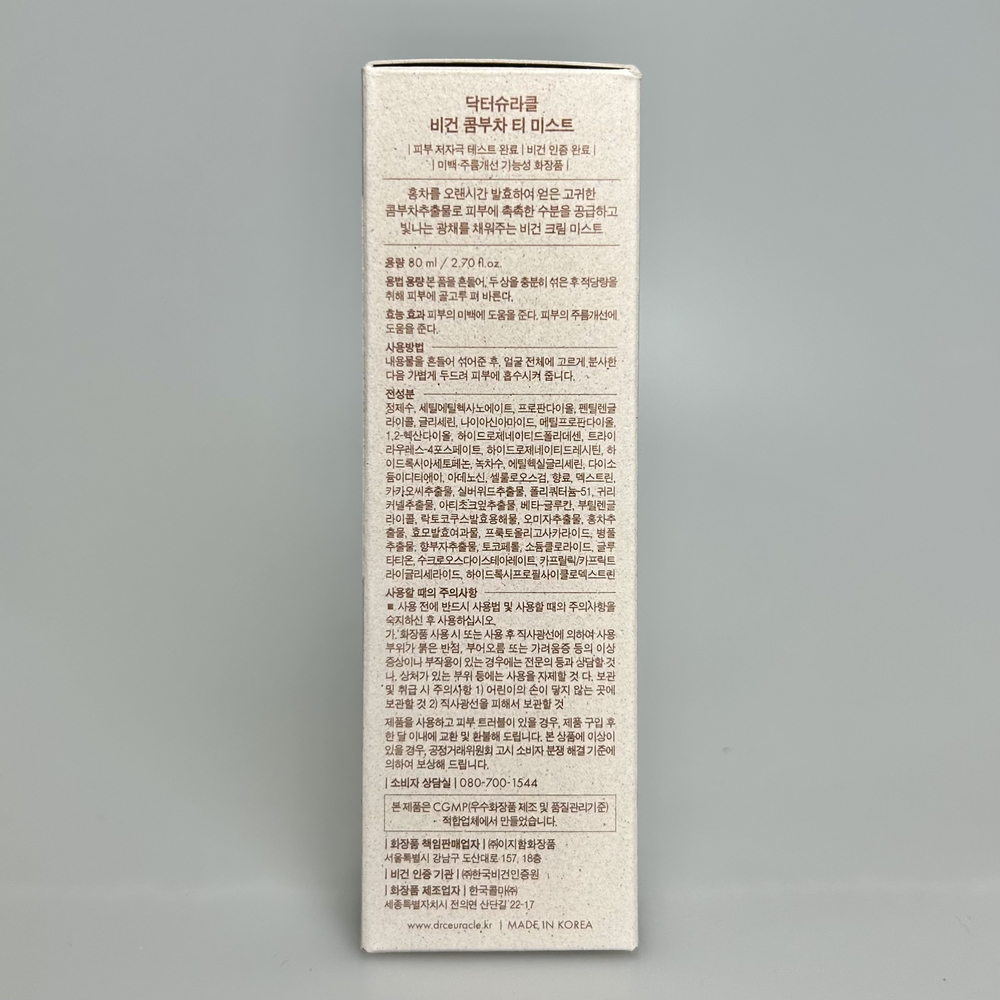 닥터슈라클
비건 콤부차 티 미스트
| 피부 저자극 테스트 완료 | 비건 인증 완료 |
| 미백·주름개선 기능성 화장품 |
홍차를 오랜시간 발효하여 얻은 고귀한
콤부차추출물로 피부에 촉촉한 수분을 공급하고
빛나는 광채를 채워주는 비건 크림 미스트
용량 80 ml / 2.70 fl.oz.
용법 용량 본 품을 흔들어, 두 상을 충분히 섞은 후 적당량을
취해 피부에 골고루 펴 바른다.
효능 효과 피부의 미백에 도움을 준다. 피부의 주름개선에
도움을 준다.
사용방법
내용물을 흔들어 섞어준 후, 얼굴 전체에 고르게 분사한
다음 가볍게 두드려 피부에 흡수시켜 줍니다.
전성분
정제수, 세틸에틸헥사노에이트, 프로판다이올, 펜틸렌글
라이콜, 글리세린, 나이아신아마이드, 메틸프로판다이올,
1,2-헥산다이올, 하이드로제네이티드폴리데센, 트라이
라우레스-4포스페이트, 하이드로제네이티드레시틴, 하
이드록시아세토페논, 녹차수, 에틸헥실글리세린, 다이소
듐이디티에이, 아데노신, 셀룰로오스검, 향료, 덱스트린,
카카오씨추출물, 실버위드추출물, 폴리쿼터늄-51, 귀리
커넬추출물, 아티초크잎추출물, 베타-글루칸, 부틸렌글
라이콜, 락토코쿠스발효용해물, 오미자추출물, 홍차추
출물, 효모발효여과물, 프룩토올리고사카라이드, 병풀
추출물, 향부자추출물, 토코페롤, 소듐클로라이드, 글루
타티온, 수크로오스다이스테아레이트, 카프릴릭/카프릭트
라이글리세라이드, 하이드록시프로필사이클로덱스트린
사용할 때의 주의사항
■ 사용 전에 반드시 사용법 및 사용할 때의 주의사항을
숙지하신 후 사용하십시오.
가. 화장품 사용 시 또는 사용 후 직사광선에 의하여 사용
부위가 붉은 반점, 부어오름 또는 가려움증 등의 이상
증상이나 부작용이 있는 경우에는 전문의 등과 상담할 것
나. 상처가 있는 부위 등에는 사용을 자제할 것 다. 보관
및 취급 시 주의사항 1) 어린이의 손이 닿지 않는 곳에
보관할 것 2) 직사광선을 피해서 보관할 것
제품을 사용하고 피부 트러블이 있을 경우, 제품 구입 후
한 달 이내에 교환 및 환불해 드립니다. 본 상품에 이상이
있을 경우, 공정거래위원회 고시 소비자 분쟁 해결 기준에
의하여 보상해 드립니다.
| 소비자 상담실 | 080-700-1544
본 제품은 CGMP(우수화장품 제조 및 품질관리기준)
적합업체에서 만들었습니다.
| 화장품 책임판매업자 | ㈜이지함화장품
서울특별시 강남구 도산대로 157, 18층
| 비건 인증 기관 | ㈜한국비건인증원
| 화장품 제조업자 | 한국콜마㈜
세종특별자치시 전의면 산단길 22-17
www.drceuracle.kr | MADE IN KOREA